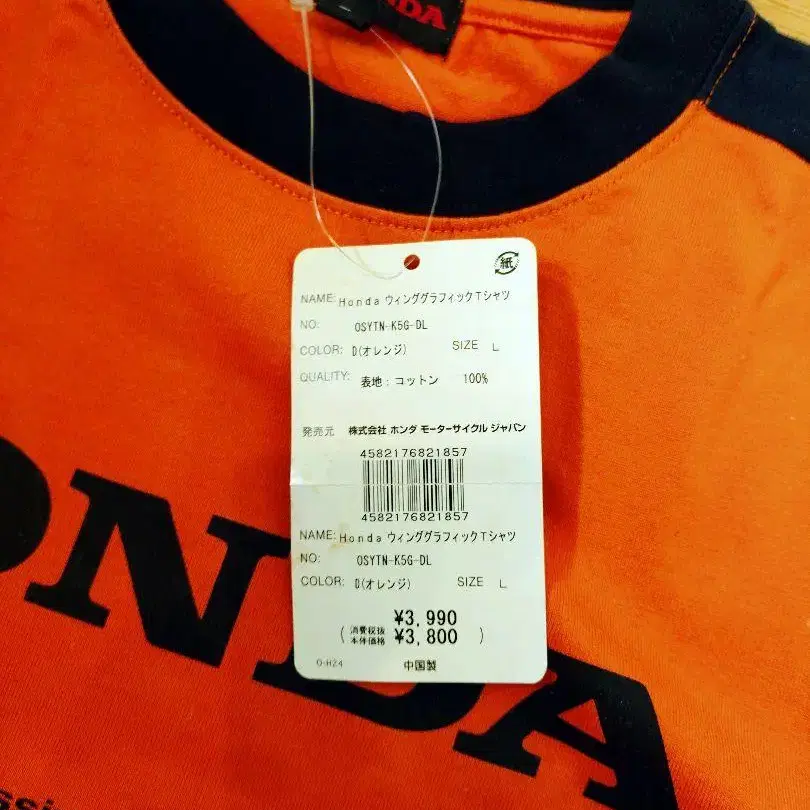 NDA
紙
NAME: Honda ウィンググラフィックTシャツ
NO: OSYTN-K5G-DL
COLOR: D(オレンジ) SIZE L
QUALITY: 表地：コットン 100%
発売元 株式会社 ホンダ モーターサイクル ジャパン
4582176821857
4582176821857
NAME: Honda ウィンググラフィックTシャツ
NO: OSYTN-K5G-DL
COLOR: D(オレンジ) SIZE L
¥3,990
(消費税抜本体価格 ¥3,800)
O-H24 中国製
ONDA